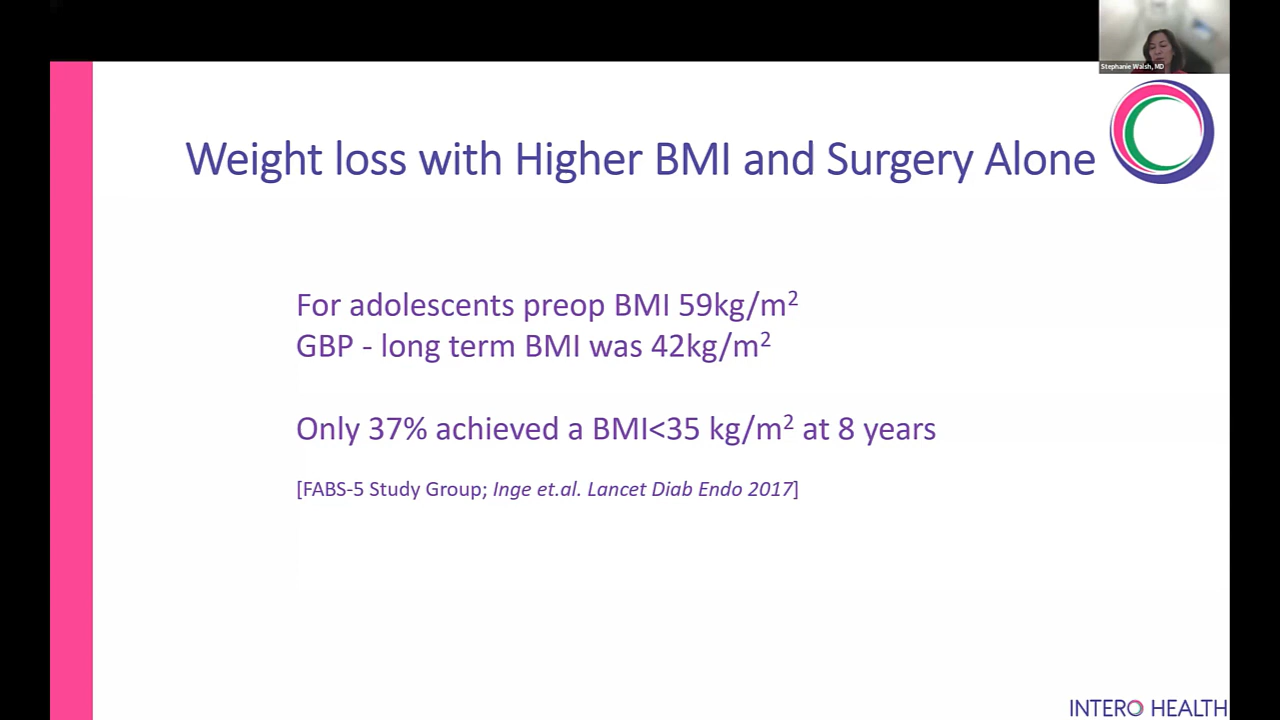 Stephanie Walsh, MD
Weight loss with Higher BMI and Surgery Alone
For adolescents preop BMI 59kg/m²
GBP - long term BMI was 42kg/m²
Only 37% achieved a BMI<35 kg/m² at 8 years
[FABS-5 Study Group; Inge et.al. Lancet Diab Endo 2017]
INTERO HEALTH